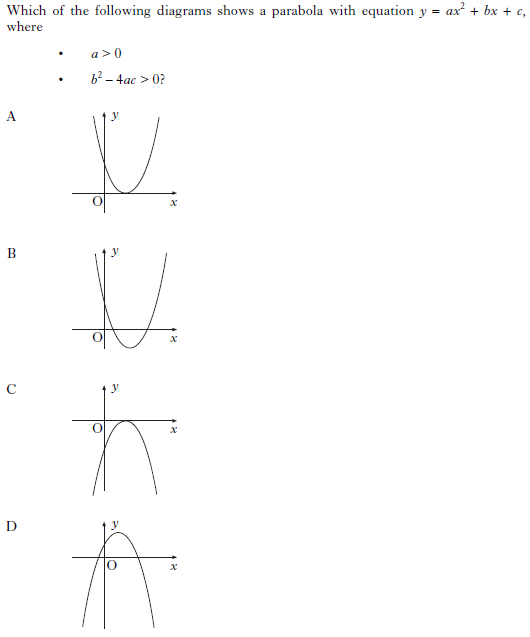 Which of the following diagrams shows a parabola with equation y = ax² + bx + c,
where
• a > 0
• b² – 4ac > 0?
A
y
O
x
B
y
O
x
C
y
O
x
D
y
O
x